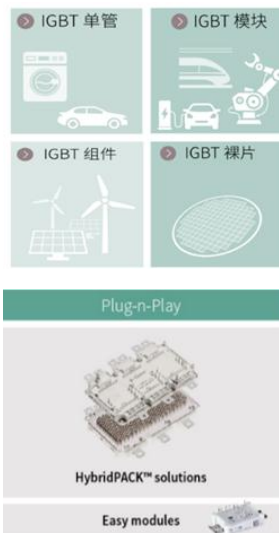 IGBT 单管
IGBT 模块
IGBT 组件
IGBT 裸片
Plug-n-Play
HybridPACK™ solutions
Easy modules